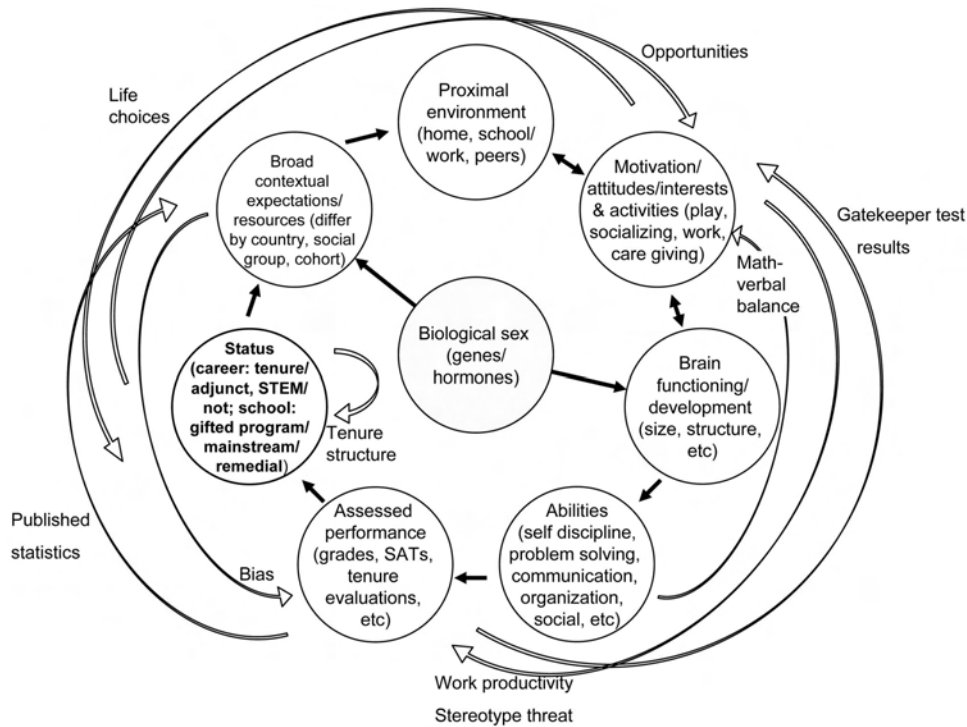 Opportunities
Life
choices
Proximal
environment
(home, school/
work, peers)
Broad
contextual
expectations/
resources (differ
by country, social
group, cohort)
Motivation/
attitudes/interests
& activities (play,
socializing, work,
care giving)
Gatekeeper test
results
Math-
verbal
balance
Biological sex
(genes/
hormones)
Status
(career: tenure/
adjunct, STEM/
not; school:
gifted program/
mainstream/
remedial)
Tenure
structure
Brain
functioning/
development
(size, structure,
etc)
Published
statistics
Bias
Assessed
performance
(grades, SATs,
tenure
evaluations,
etc)
Abilities
(self discipline,
problem solving,
communication,
organization,
social, etc)
Work productivity
Stereotype threat